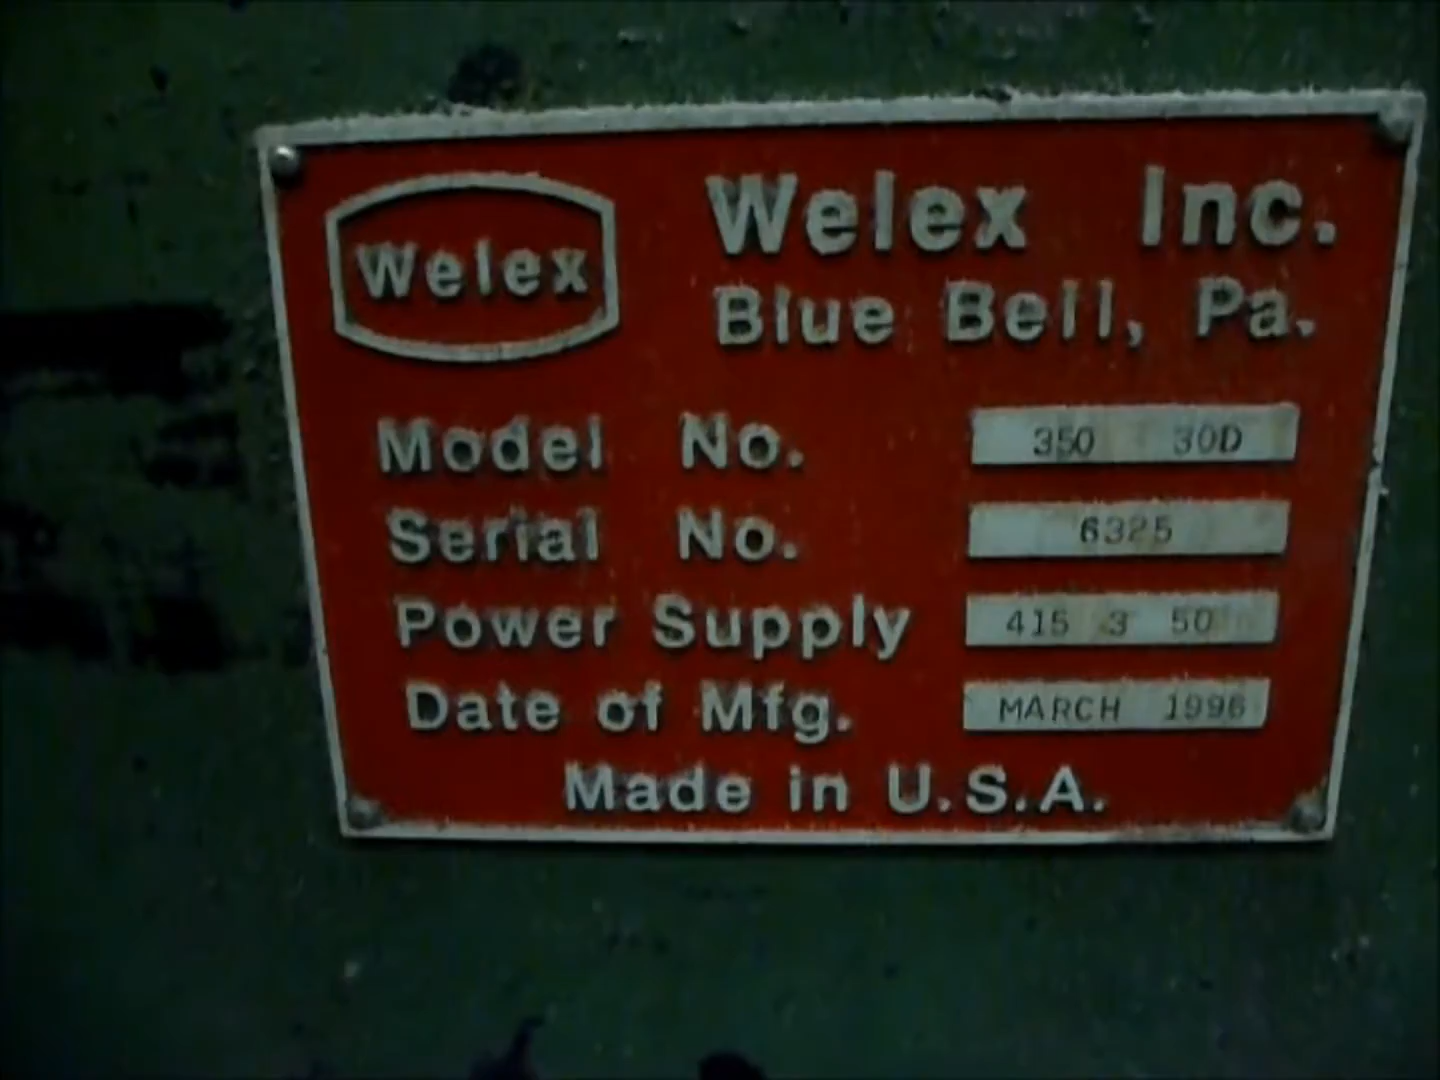 Welex
Welex Inc.
Blue Bell, Pa.
Model No. 350 30D
Serial No. 6325
Power Supply 415 3 50
Date of Mfg. MARCH 1996
Made in U.S.A.